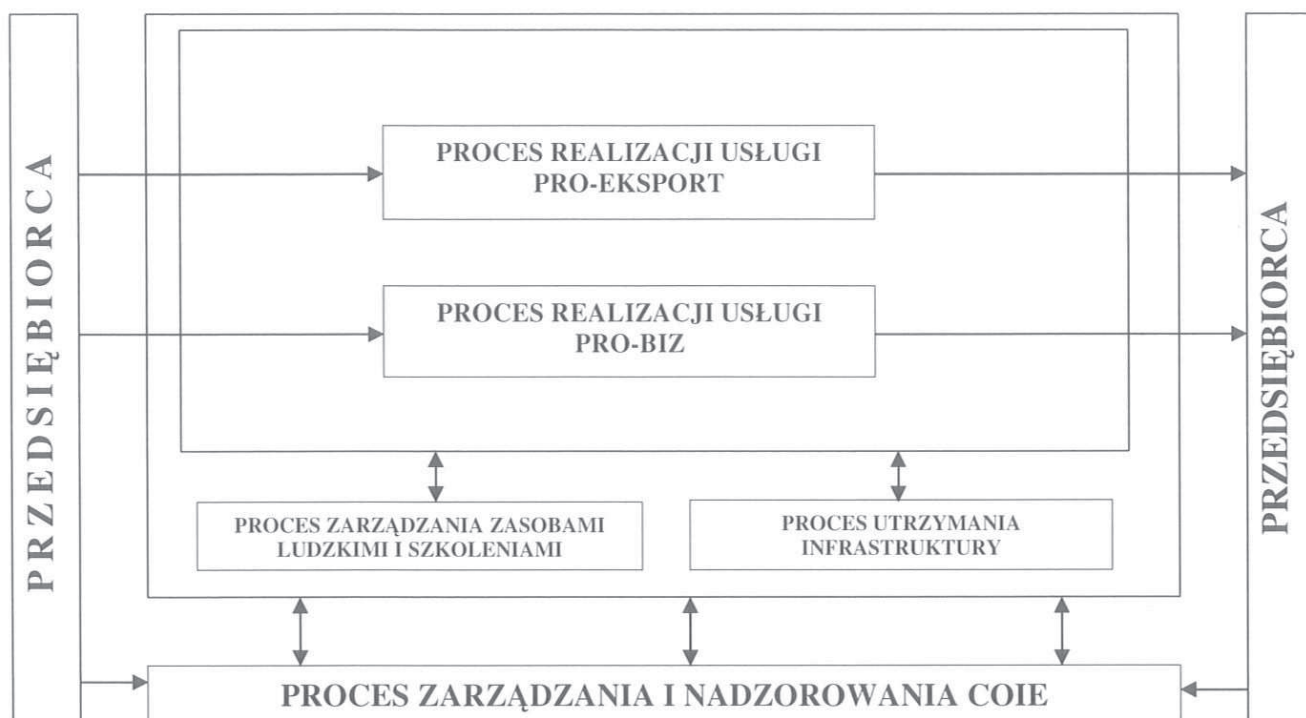 PRZEDSIĘBIORCA
PROCES REALIZACJI USŁUGI
PRO-EKSPORT
PROCES REALIZACJI USŁUGI
PRO-BIZ
PROCES ZARZĄDZANIA ZASOBAMI
LUDZKIMI I SZKOLENIAMI
PROCES UTRZYMANIA
INFRASTRUKTURY
PROCES ZARZĄDZANIA I NADZOROWANIA COIE
PRZEDSIĘBIORCA